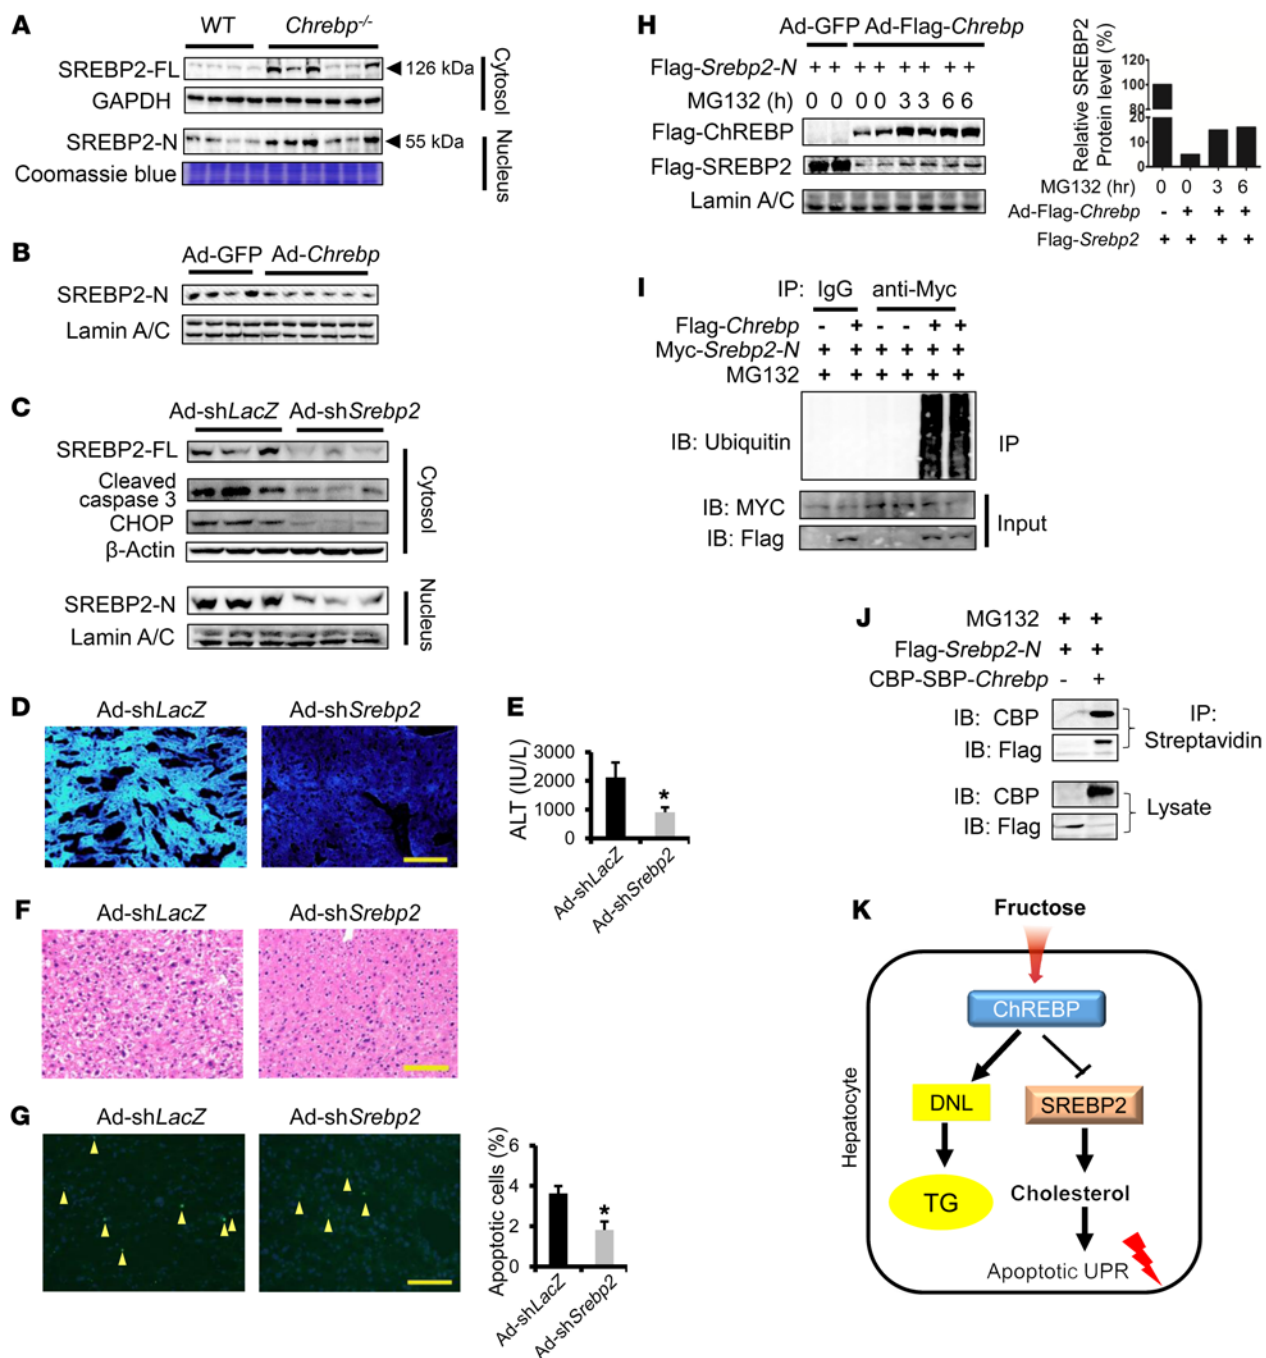 A
WT Chrebp-/-
SREBP2-FL 126 kDa
GAPDH
Cytosol
SREBP2-N 55 kDa
Coomassie blue
Nucleus
B
Ad-GFP Ad-Chrebp
SREBP2-N
Lamin A/C
C
Ad-shLacZ Ad-shSrebp2
SREBP2-FL
Cleaved
caspase 3
CHOP
β-Actin
Cytosol
SREBP2-N
Lamin A/C
Nucleus
D
Ad-shLacZ Ad-shSrebp2
E
ALT (IU/L)
3000
2000
1000
0
*
Ad-shLacZ
Ad-shSrebp2
F
Ad-shLacZ Ad-shSrebp2
G
Ad-shLacZ Ad-shSrebp2
Apoptotic cells (%)
6
4
2
0
*
Ad-shLacZ
Ad-shSrebp2
H
Ad-GFP Ad-Flag-Chrebp
Flag-Srebp2-N + + + + + + + +
MG132 (h) 0 0 0 0 3 3 6 6
Flag-ChREBP
Flag-SREBP2
Lamin A/C
Relative SREBP2
Protein level (%)
120
100
80
20
10
0
MG132 (hr) 0 0 3 6
Ad-Flag-Chrebp - + + +
Flag-Srebp2 + + + +
I
IP: IgG anti-Myc
Flag-Chrebp - + - - + +
Myc-Srebp2-N + + + + + +
MG132 + + + + + +
IB: Ubiquitin IP
IB: MYC
IB: Flag
Input
J
MG132 + +
Flag-Srebp2-N + +
CBP-SBP-Chrebp - +
IB: CBP
IB: Flag
IP:
Streptavidin
IB: CBP
IB: Flag
Lysate
K
Fructose
ChREBP
DNL SREBP2
TG Cholesterol
Apoptotic UPR
Hepatocyte